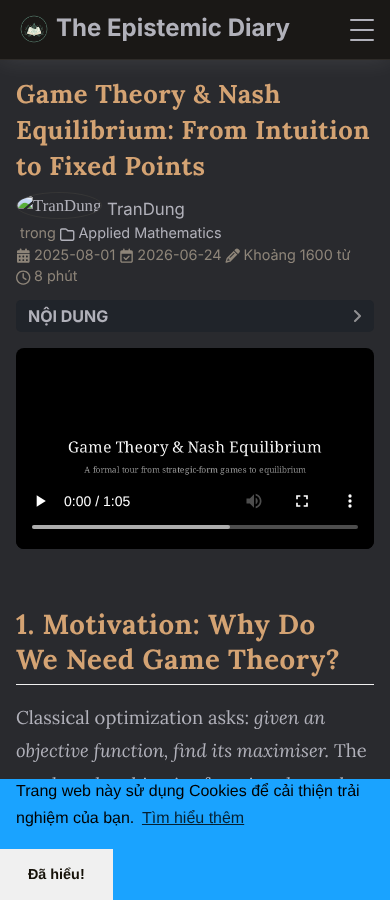 The Epistemic Diary
Game Theory & Nash
Equilibrium: From Intuition
to Fixed Points
TranDung TranDung
trong Applied Mathematics
2025-08-01 2026-06-24 Khoảng 1600 từ
8 phút
NỘI DUNG
Game Theory & Nash Equilibrium
A formal tour from strategic-form games to equilibrium
0:00 / 1:05
1. Motivation: Why Do
We Need Game Theory?
Classical optimization asks: given an
objective function, find its maximiser. The
Trang web này sử dụng Cookies để cải thiện trải
nghiệm của bạn. Tìm hiểu thêm
Đã hiểu!